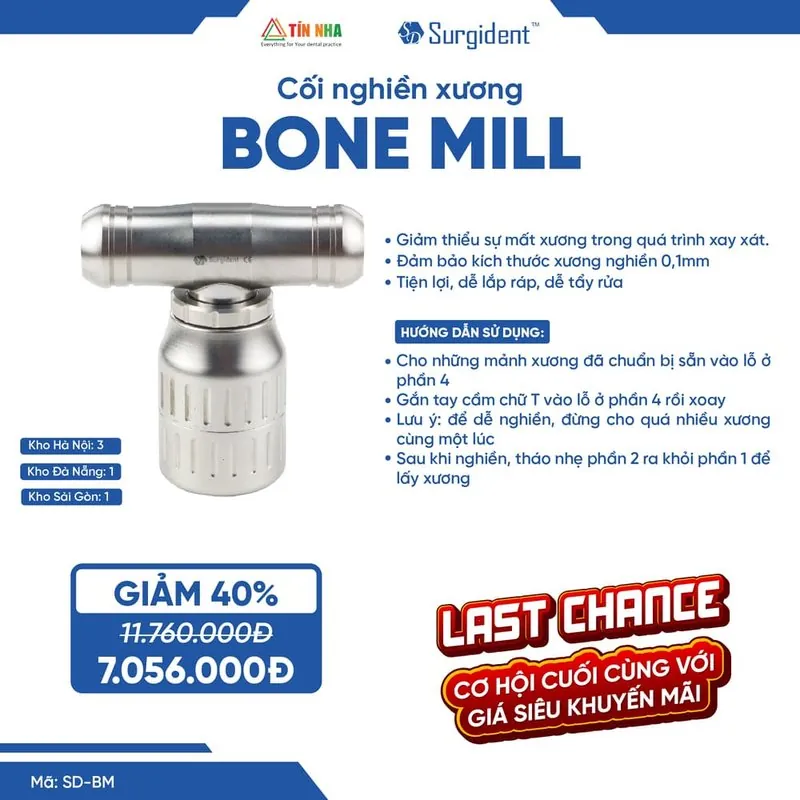 TÍN NHA
Everything for Your dental practice
Surgident™
Cối nghiền xương
BONE MILL
Surgident CE
• Giảm thiểu sự mất xương trong quá trình xay xát.
• Đảm bảo kích thước xương nghiền 0,1mm
• Tiện lợi, dễ lắp ráp, dễ tẩy rửa
HƯỚNG DẪN SỬ DỤNG:
• Cho những mảnh xương đã chuẩn bị sẵn vào lỗ ở
phần 4
• Gắn tay cầm chữ T vào lỗ ở phần 4 rồi xoay
• Lưu ý: để dễ nghiền, đừng cho quá nhiều xương
cùng một lúc
• Sau khi nghiền, tháo nhẹ phần 2 ra khỏi phần 1 để
lấy xương
Kho Hà Nội: 3
Kho Đà Nẵng: 1
Kho Sài Gòn: 1
GIẢM 40%
11.760.000Đ
7.056.000Đ
LAST CHANCE
CƠ HỘI CUỐI CÙNG VỚI
GIÁ SIÊU KHUYẾN MÃI
Mã: SD-BM